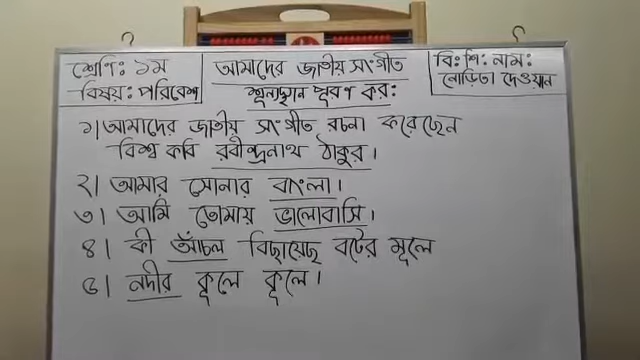 শ্রেণি: ১ম
বিষয়: পরিবেশ
আমাদের জাতীয় সংগীত
শূন্যস্থান পূরণ কর:
বি: শি: নাম:
নোড়িতা দেওয়ান
১। আমাদের জাতীয় সংগীত রচনা করেছেন
বিশ্ব কবি রবীন্দ্রনাথ ঠাকুর।
২। আমার সোনার বাংলা।
৩। আমি তোমায় ভালোবাসি।
৪। কী আঁচল বিছায়েছ বটের মূলে
৫। নদীর কূলে কূলে।